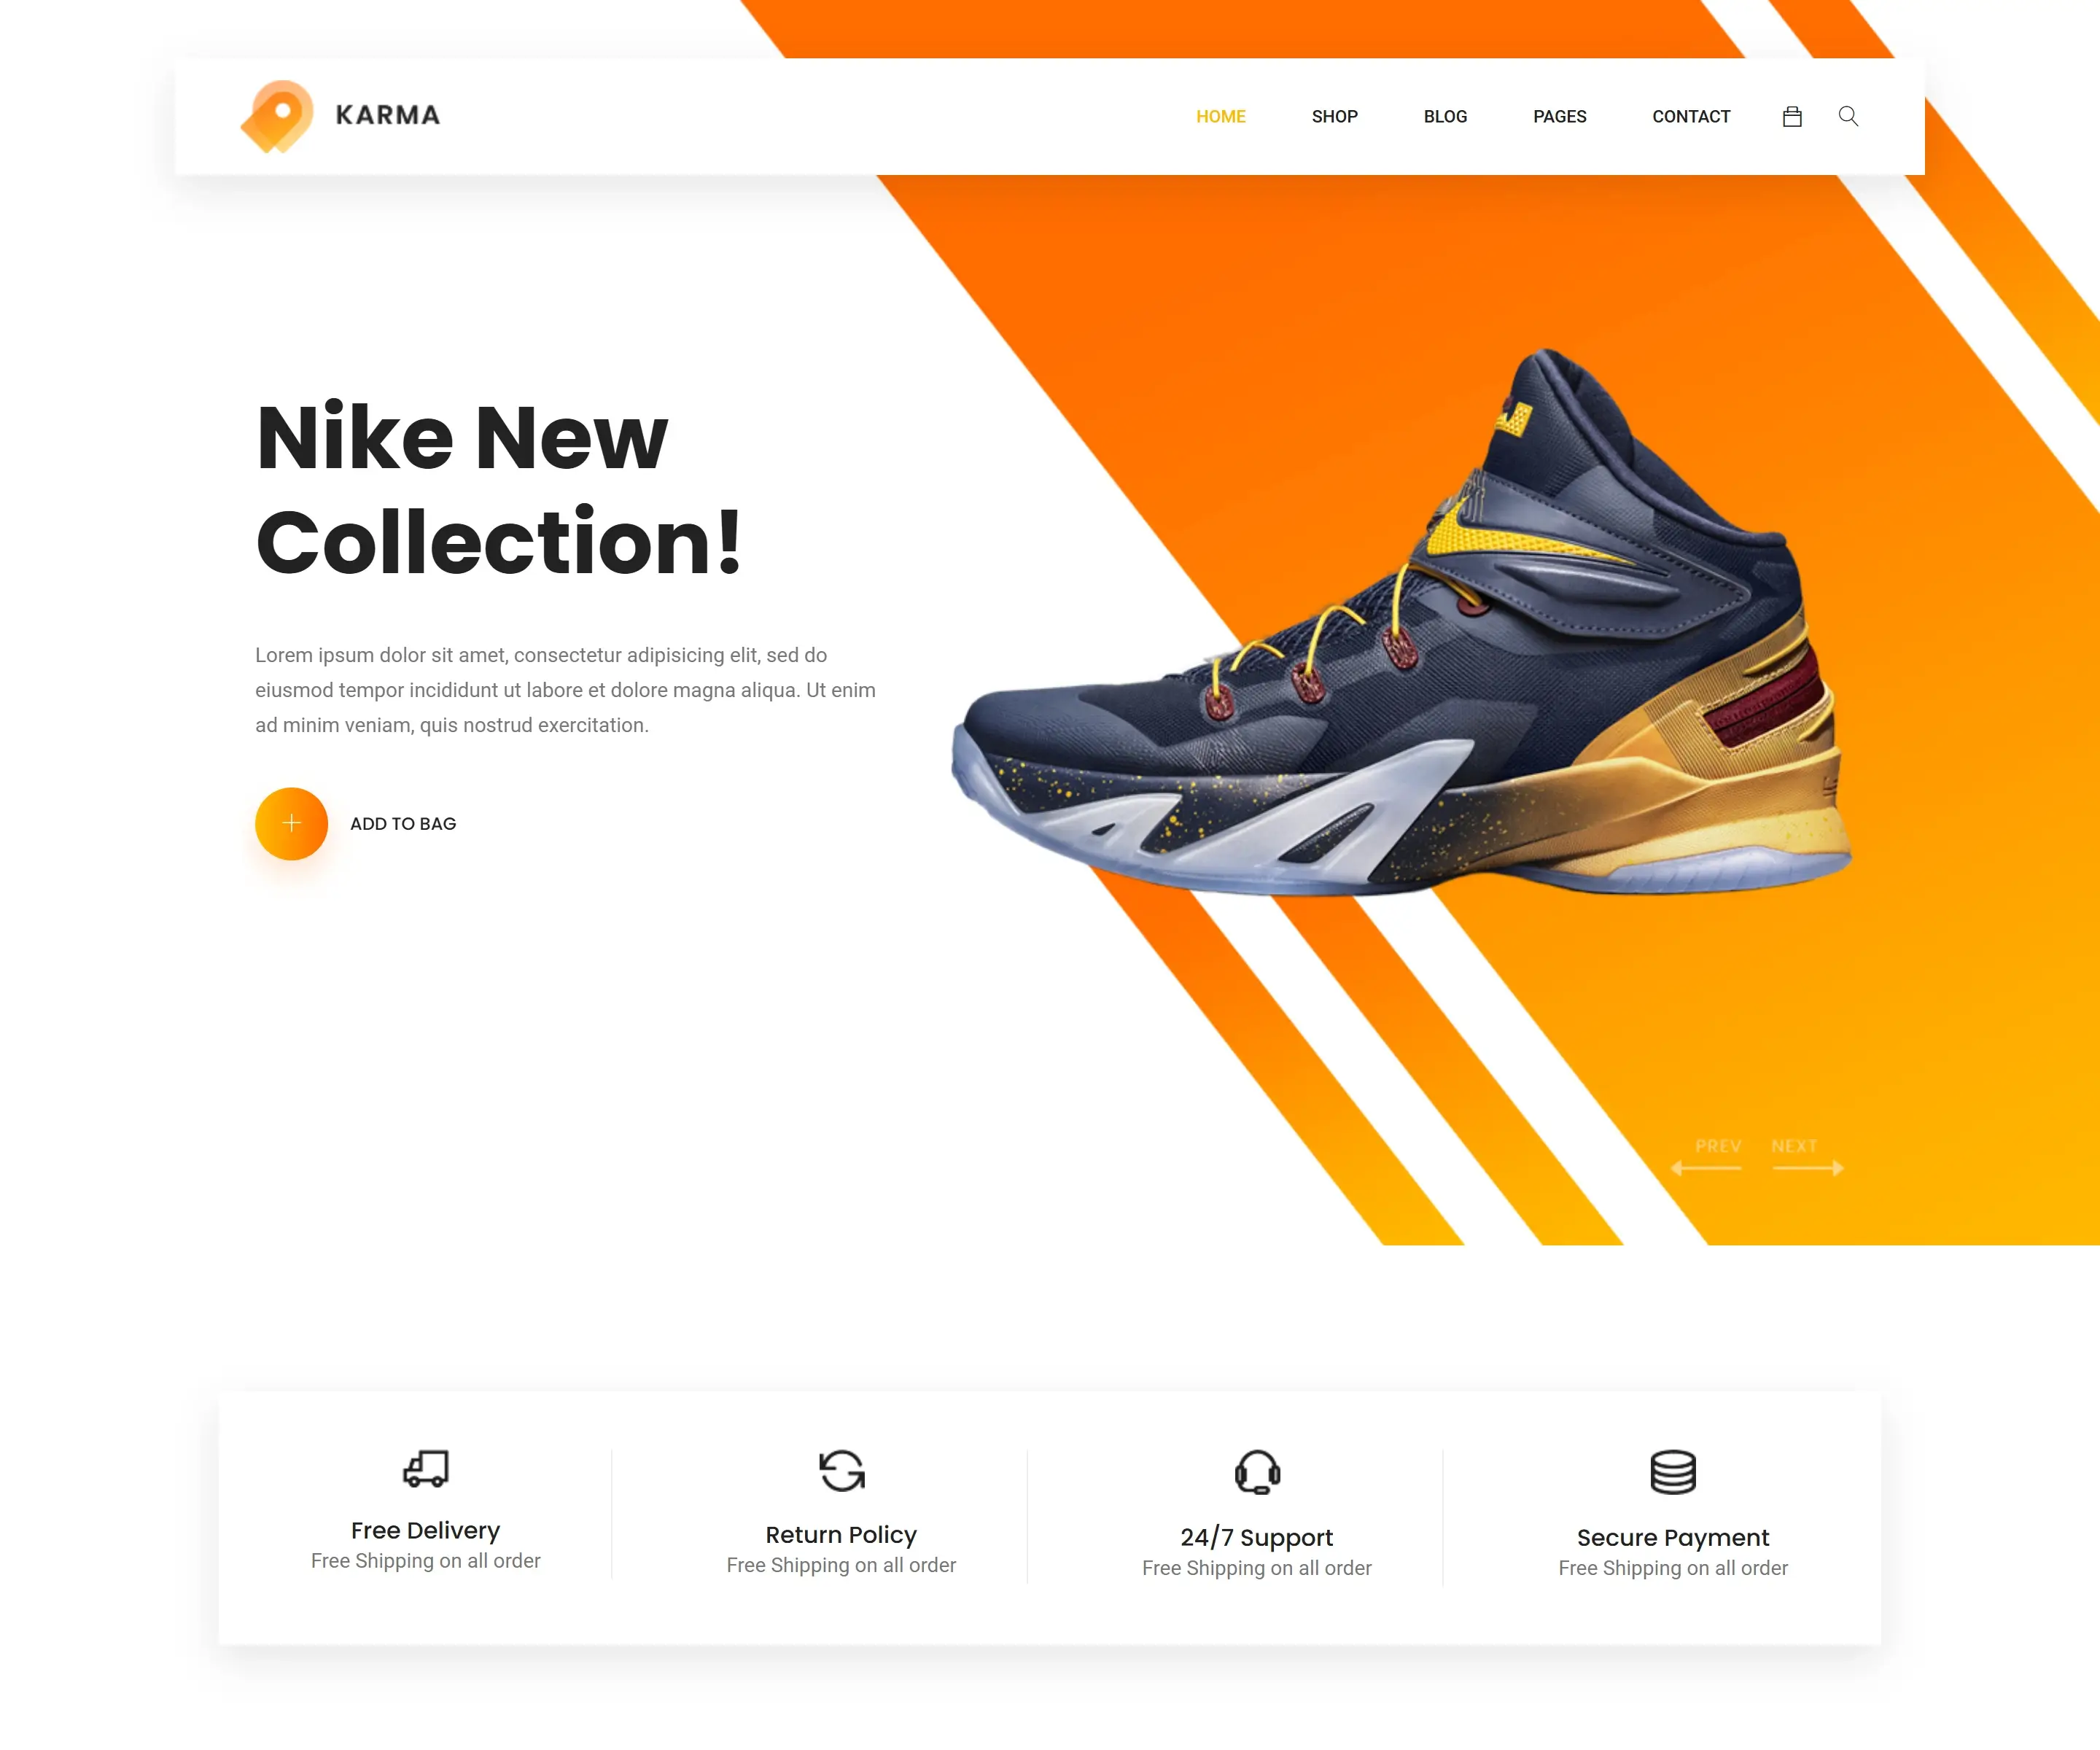 KARMA
HOME SHOP BLOG PAGES CONTACT
Nike New
Collection!
Lorem ipsum dolor sit amet, consectetur adipisicing elit, sed do
eiusmod tempor incididunt ut labore et dolore magna aliqua. Ut enim
ad minim veniam, quis nostrud exercitation.
ADD TO BAG
PREV NEXT
Free Delivery
Free Shipping on all order
Return Policy
Free Shipping on all order
24/7 Support
Free Shipping on all order
Secure Payment
Free Shipping on all order